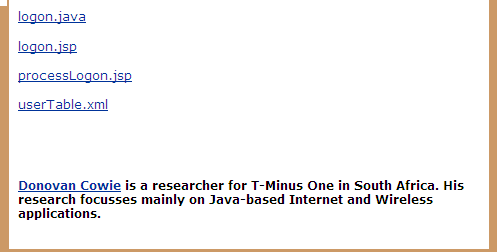 logon.java
logon.jsp
processLogon.jsp
userTable.xml
Donovan Cowie is a researcher for T-Minus One in South Africa. His
research focusses mainly on Java-based Internet and Wireless
applications.